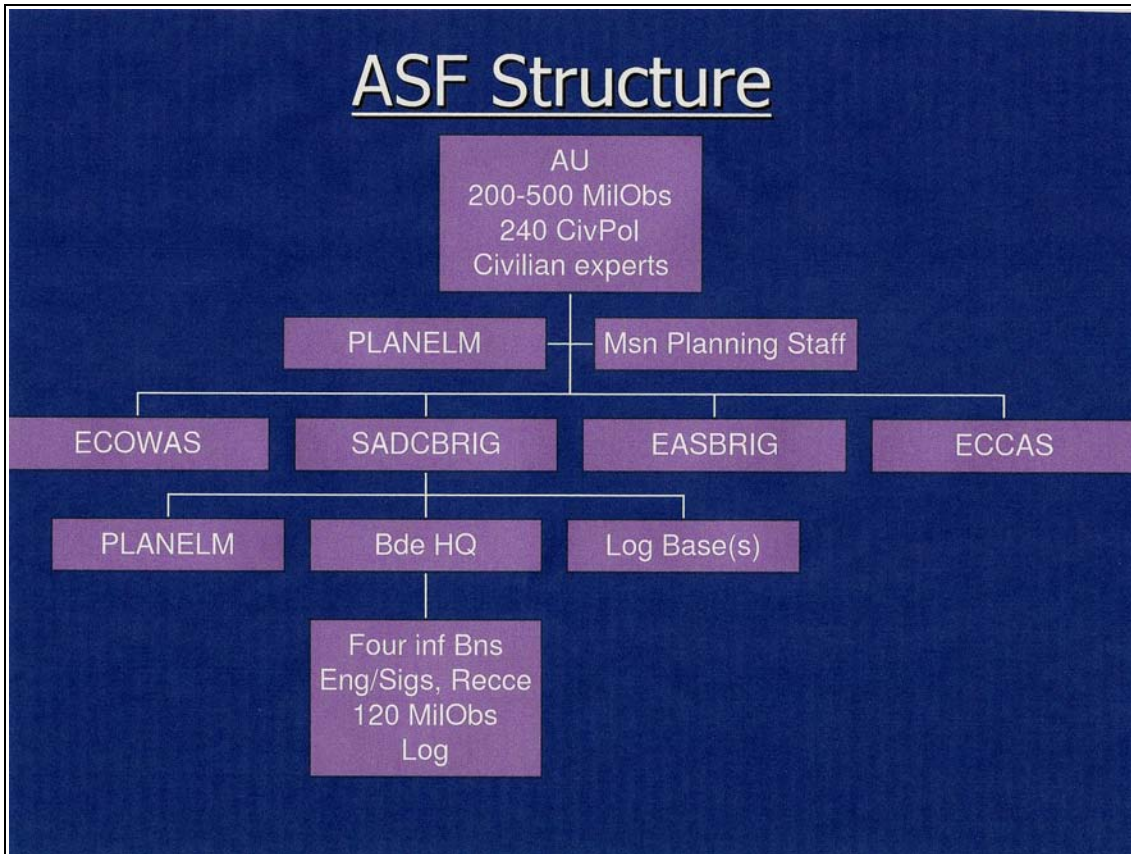 ASF Structure
AU
200-500 MilObs
240 CivPol
Civilian experts
PLANELM
Msn Planning Staff
ECOWAS
SADCBRIG
EASBRIG
ECCAS
PLANELM
Bde HQ
Log Base(s)
Four inf Bns
Eng/Sigs, Recce
120 MilObs
Log